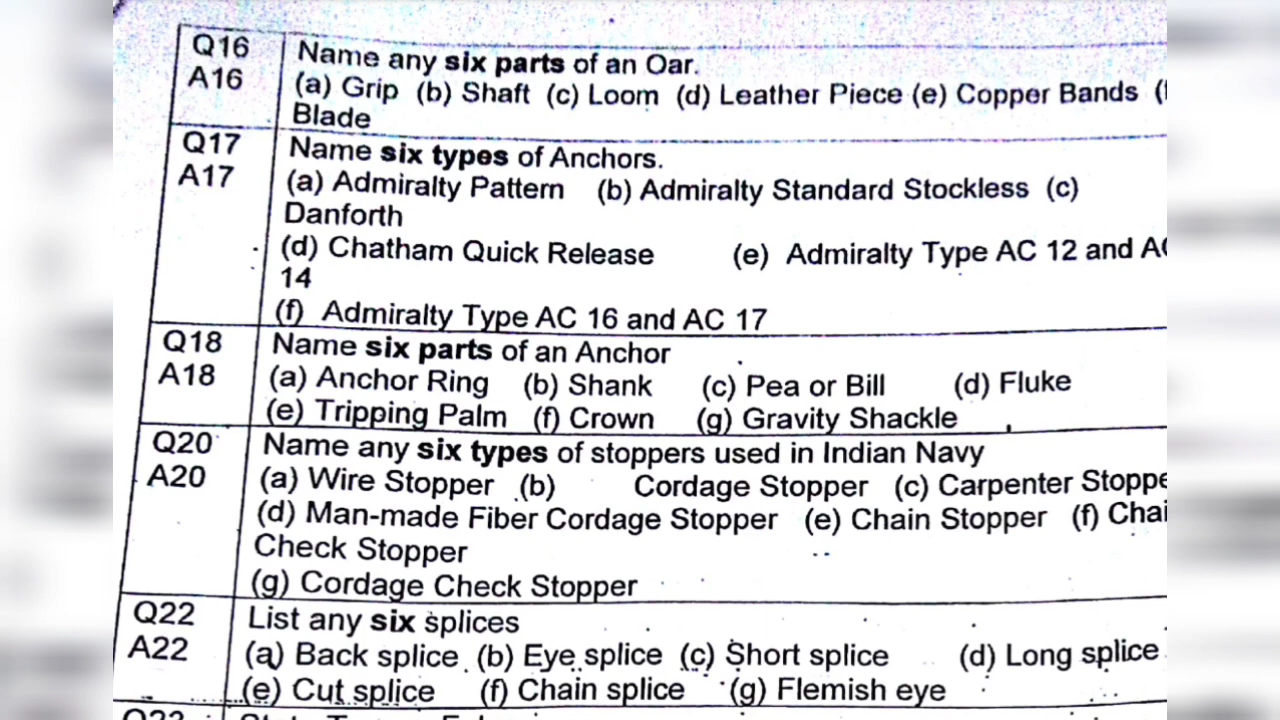 Q16 Name any six parts of an Oar.
A16 (a) Grip (b) Shaft (c) Loom (d) Leather Piece (e) Copper Bands (
Blade
Q17 Name six types of Anchors.
A17 (a) Admiralty Pattern (b) Admiralty Standard Stockless (c)
Danforth
(d) Chatham Quick Release (e) Admiralty Type AC 12 and AC
14
(f) Admiralty Type AC 16 and AC 17
Q18 Name six parts of an Anchor
A18 (a) Anchor Ring (b) Shank (c) Pea or Bill (d) Fluke
(e) Tripping Palm (f) Crown (g) Gravity Shackle
Q20 Name any six types of stoppers used in Indian Navy
A20 (a) Wire Stopper (b) Cordage Stopper (c) Carpenter Stoppe
(d) Man-made Fiber Cordage Stopper (e) Chain Stopper (f) Chai
Check Stopper
(g) Cordage Check Stopper
Q22 List any six splices
A22 (a) Back splice (b) Eye splice (c) Short splice (d) Long splice
(e) Cut splice (f) Chain splice (g) Flemish eye